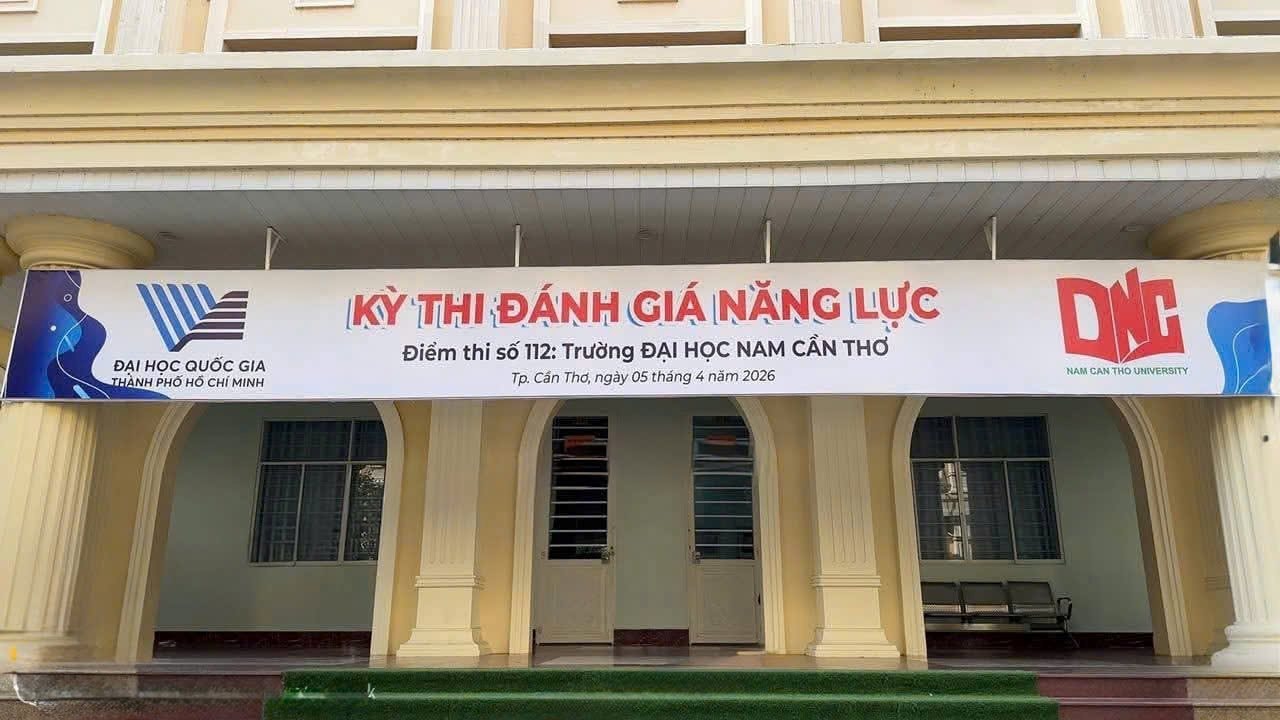 ĐẠI HỌC QUỐC GIA
THÀNH PHỐ HỒ CHÍ MINH
KỲ THI ĐÁNH GIÁ NĂNG LỰC
Điểm thi số 112: Trường ĐẠI HỌC NAM CẦN THƠ
Tp. Cần Thơ, ngày 05 tháng 4 năm 2026
DNC
NAM CAN THO UNIVERSITY